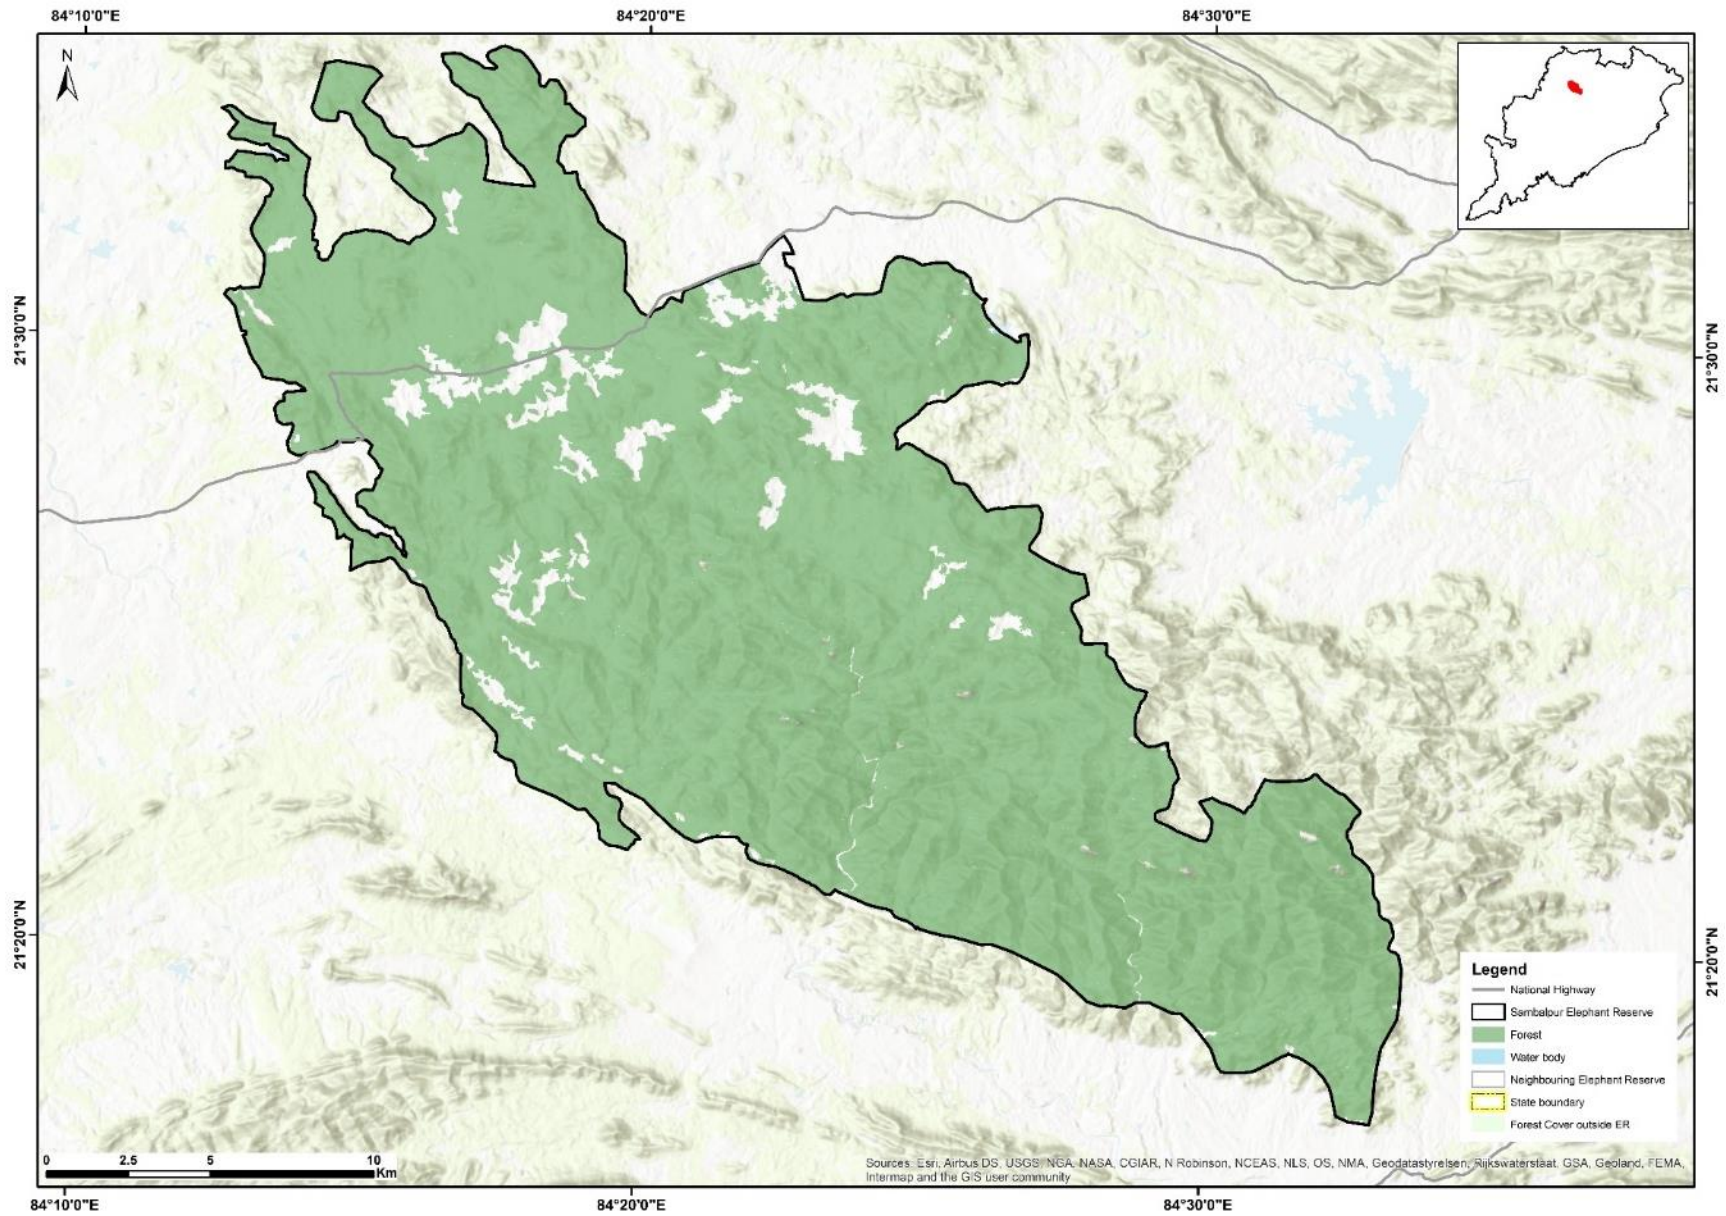 84°10'0"E
84°20'0"E
84°30'0"E
N
21°30'0"N
21°30'0"N
21°20'0"N
21°20'0"N
Legend
National Highway
Sambalpur Elephant Reserve
Forest
Water body
Neighbouring Elephant Reserve
State boundary
Forest Cover outside ER
0 2.5 5 10
Km
Sources: Esri, Airbus DS, USGS, NGA, NASA, CGIAR, N Robinson, NCEAS, NLS, OS, NMA, Geodatastyrelsen, Rijkswaterstaat, GSA, Geoland, FEMA,
Intermap and the GIS user community
84°10'0"E
84°20'0"E
84°30'0"E